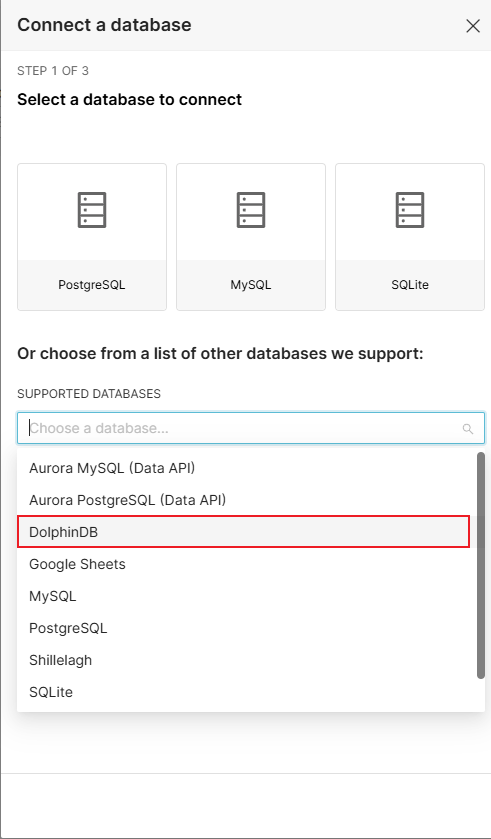 Connect a database
STEP 1 OF 3
Select a database to connect
PostgreSQL
MySQL
SQLite
Or choose from a list of other databases we support:
SUPPORTED DATABASES
Choose a database...
Aurora MySQL (Data API)
Aurora PostgreSQL (Data API)
DolphinDB
Google Sheets
MySQL
PostgreSQL
Shillelagh
SQLite